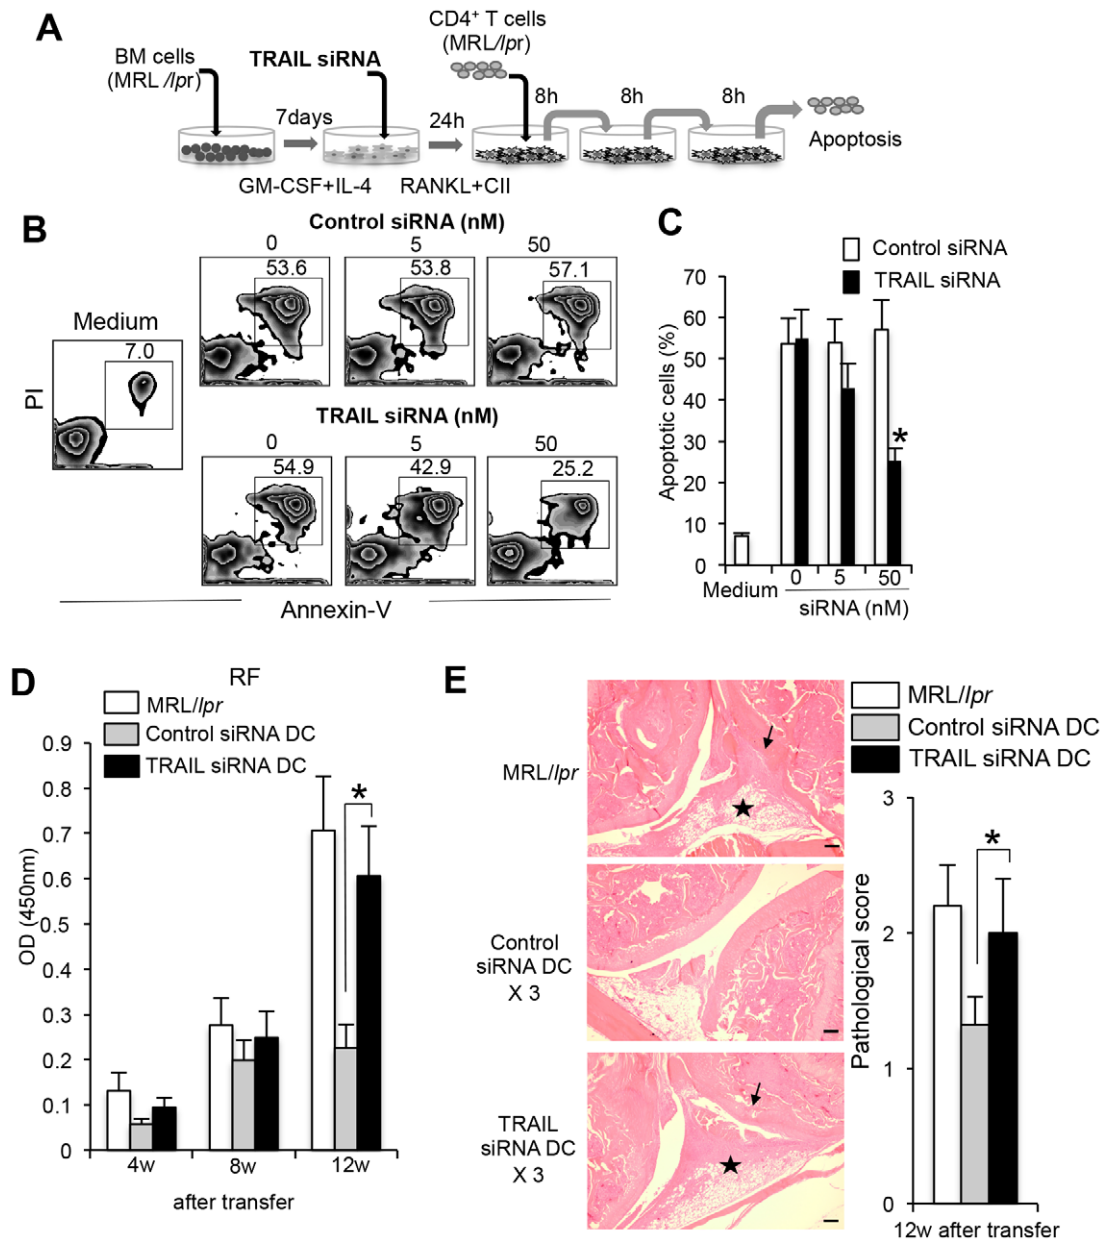 A
BM cells
(MRL /lpr)
TRAIL siRNA
CD4+ T cells
(MRL/lpr)
7days
24h
8h
8h
8h
Apoptosis
GM-CSF+IL-4
RANKL+CII
B
Control siRNA (nM)
0
5
50
53.6
53.8
57.1
Medium
7.0
PI
TRAIL siRNA (nM)
0
5
50
54.9
42.9
25.2
Annexin-V
C
Control siRNA
TRAIL siRNA
Apoptotic cells (%)
70
60
50
40
30
20
10
0
*
Medium
0
5
50
siRNA (nM)
D
RF
MRL/lpr
Control siRNA DC
TRAIL siRNA DC
OD (450nm)
0.9
0.8
0.7
0.6
0.5
0.4
0.3
0.2
0.1
0
*
4w
8w
12w
after transfer
E
MRL/lpr
Control
siRNA DC
X 3
TRAIL
siRNA DC
X 3
MRL/lpr
Control siRNA DC
TRAIL siRNA DC
Pathological score
3
2
1
0
*
12w after transfer